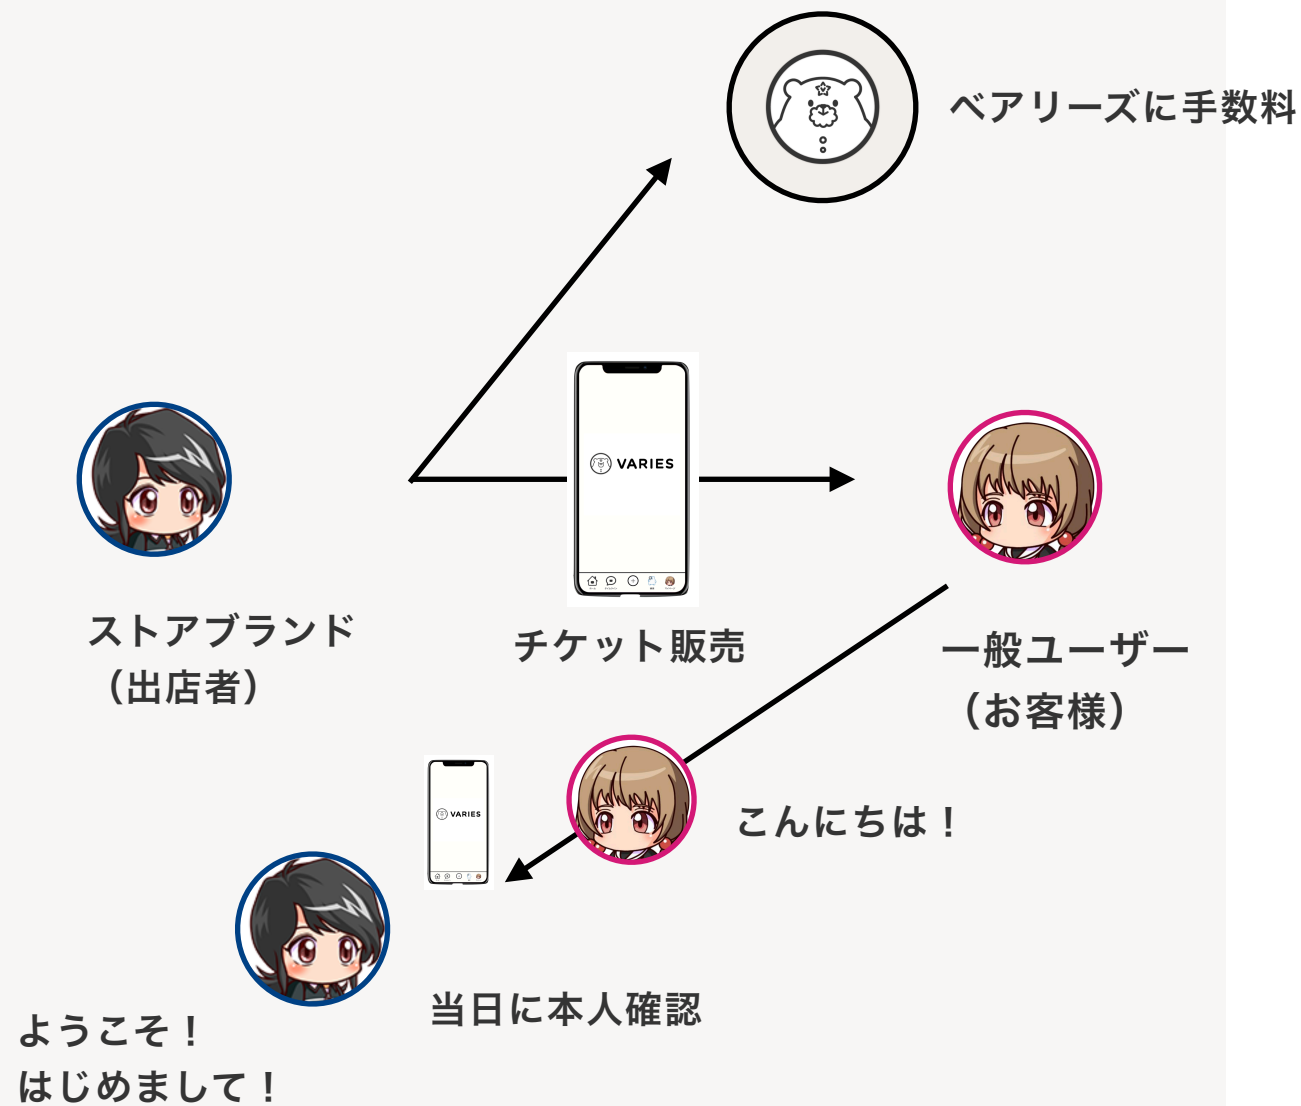 ベアリーズに手数料
VARIES
ストアブランド
（出店者）
チケット販売
一般ユーザー
（お客様）
VARIES
こんにちは！
当日に本人確認
ようこそ！
はじめまして！